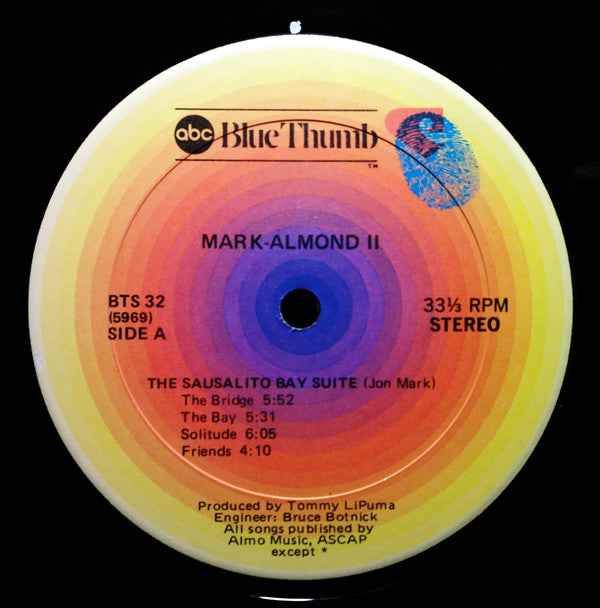 abc Blue Thumb
TM
MARK-ALMOND II
BTS 32
(5969)
SIDE A
33⅓ RPM
STEREO
THE SAUSALITO BAY SUITE (Jon Mark)
The Bridge 5:52
The Bay 5:31
Solitude 6:05
Friends 4:10
Produced by Tommy LiPuma
Engineer: Bruce Botnick
All songs published by
Almo Music, ASCAP
except *